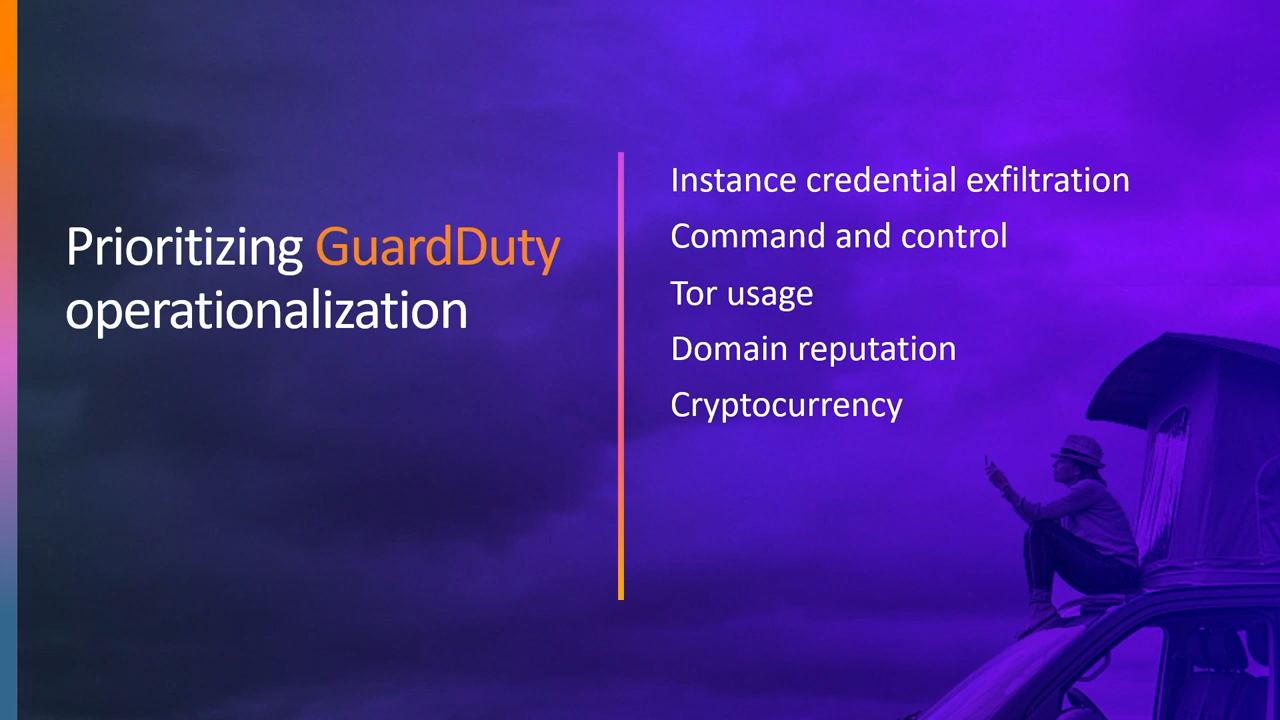 Prioritizing GuardDuty
operationalization
Instance credential exfiltration
Command and control
Tor usage
Domain reputation
Cryptocurrency